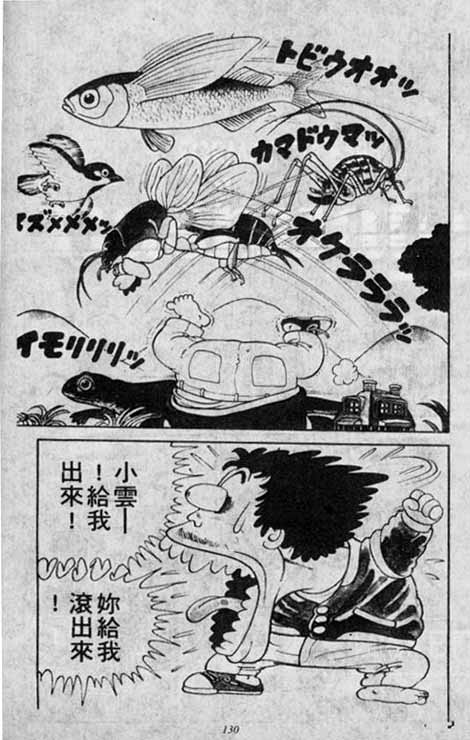 トビウオオッ
カマドウマッ
オケラララッ
スズメメメッ
イモリリリーッ
小雲—
！給我
出來！
妳給我
滾出來
！
130